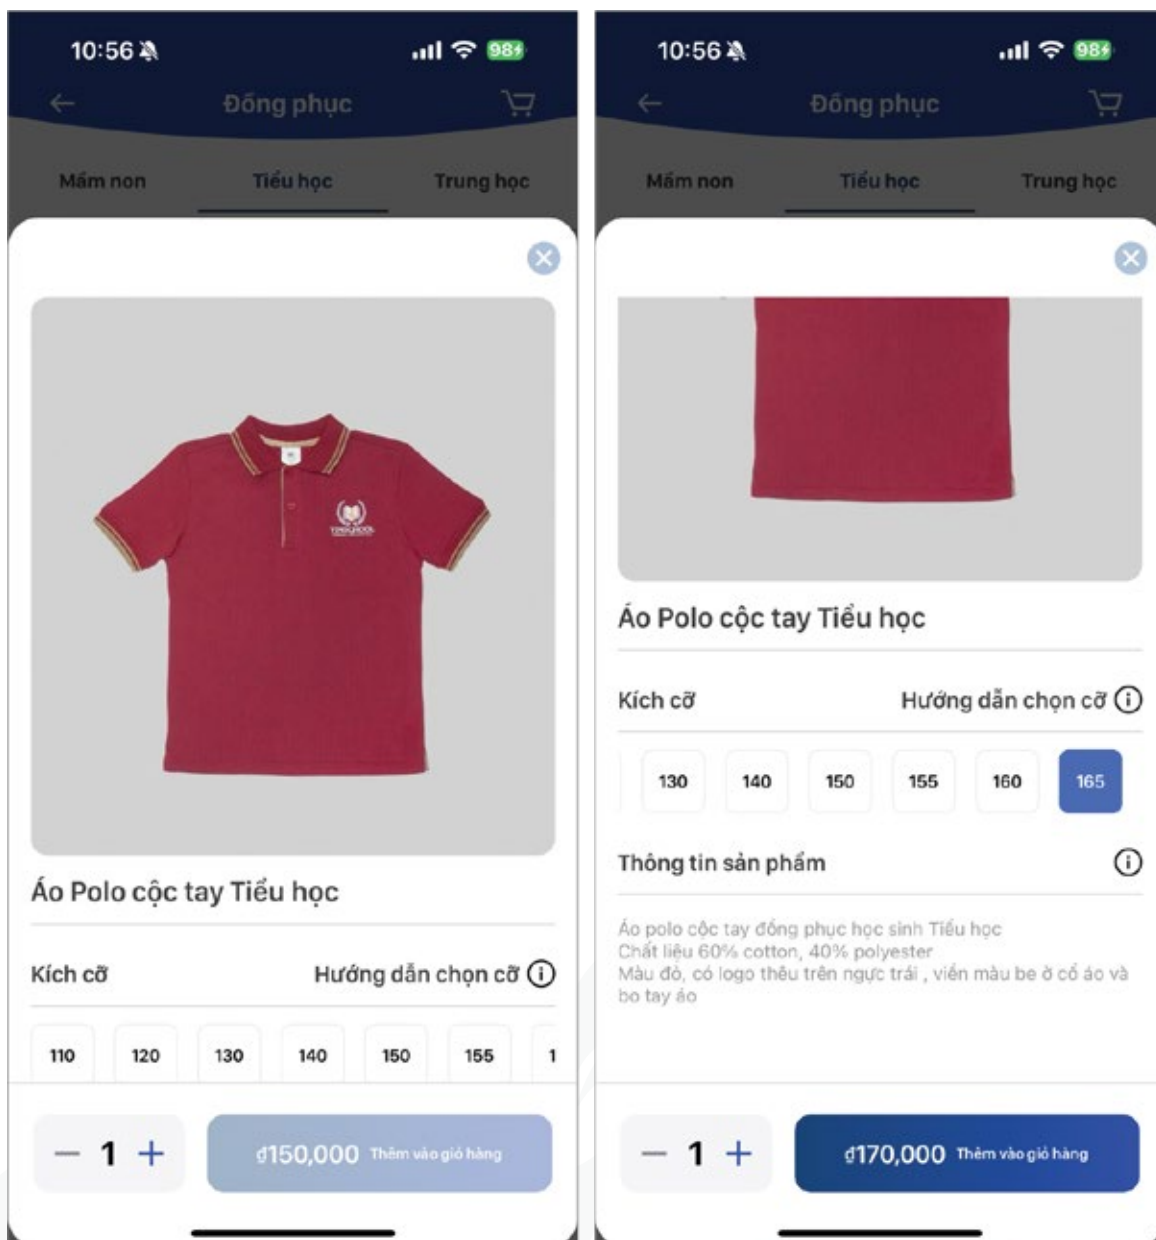 10:56
98
Đồng phục
Mầm non
Tiểu học
Trung học
Áo Polo cộc tay Tiểu học
Kích cỡ
Hướng dẫn chọn cỡ
110
120
130
140
150
155
1
1
đ150,000 Thêm vào giỏ hàng
10:56
98
Đồng phục
Mầm non
Tiểu học
Trung học
Áo Polo cộc tay Tiểu học
Kích cỡ
Hướng dẫn chọn cỡ
130
140
150
155
160
165
Thông tin sản phẩm
Áo polo cộc tay đồng phục học sinh Tiểu học
Chất liệu 60% cotton, 40% polyester
Màu đỏ, có logo thêu trên ngực trái , viền màu be ở cổ áo và
bo tay áo
1
đ170,000 Thêm vào giỏ hàng